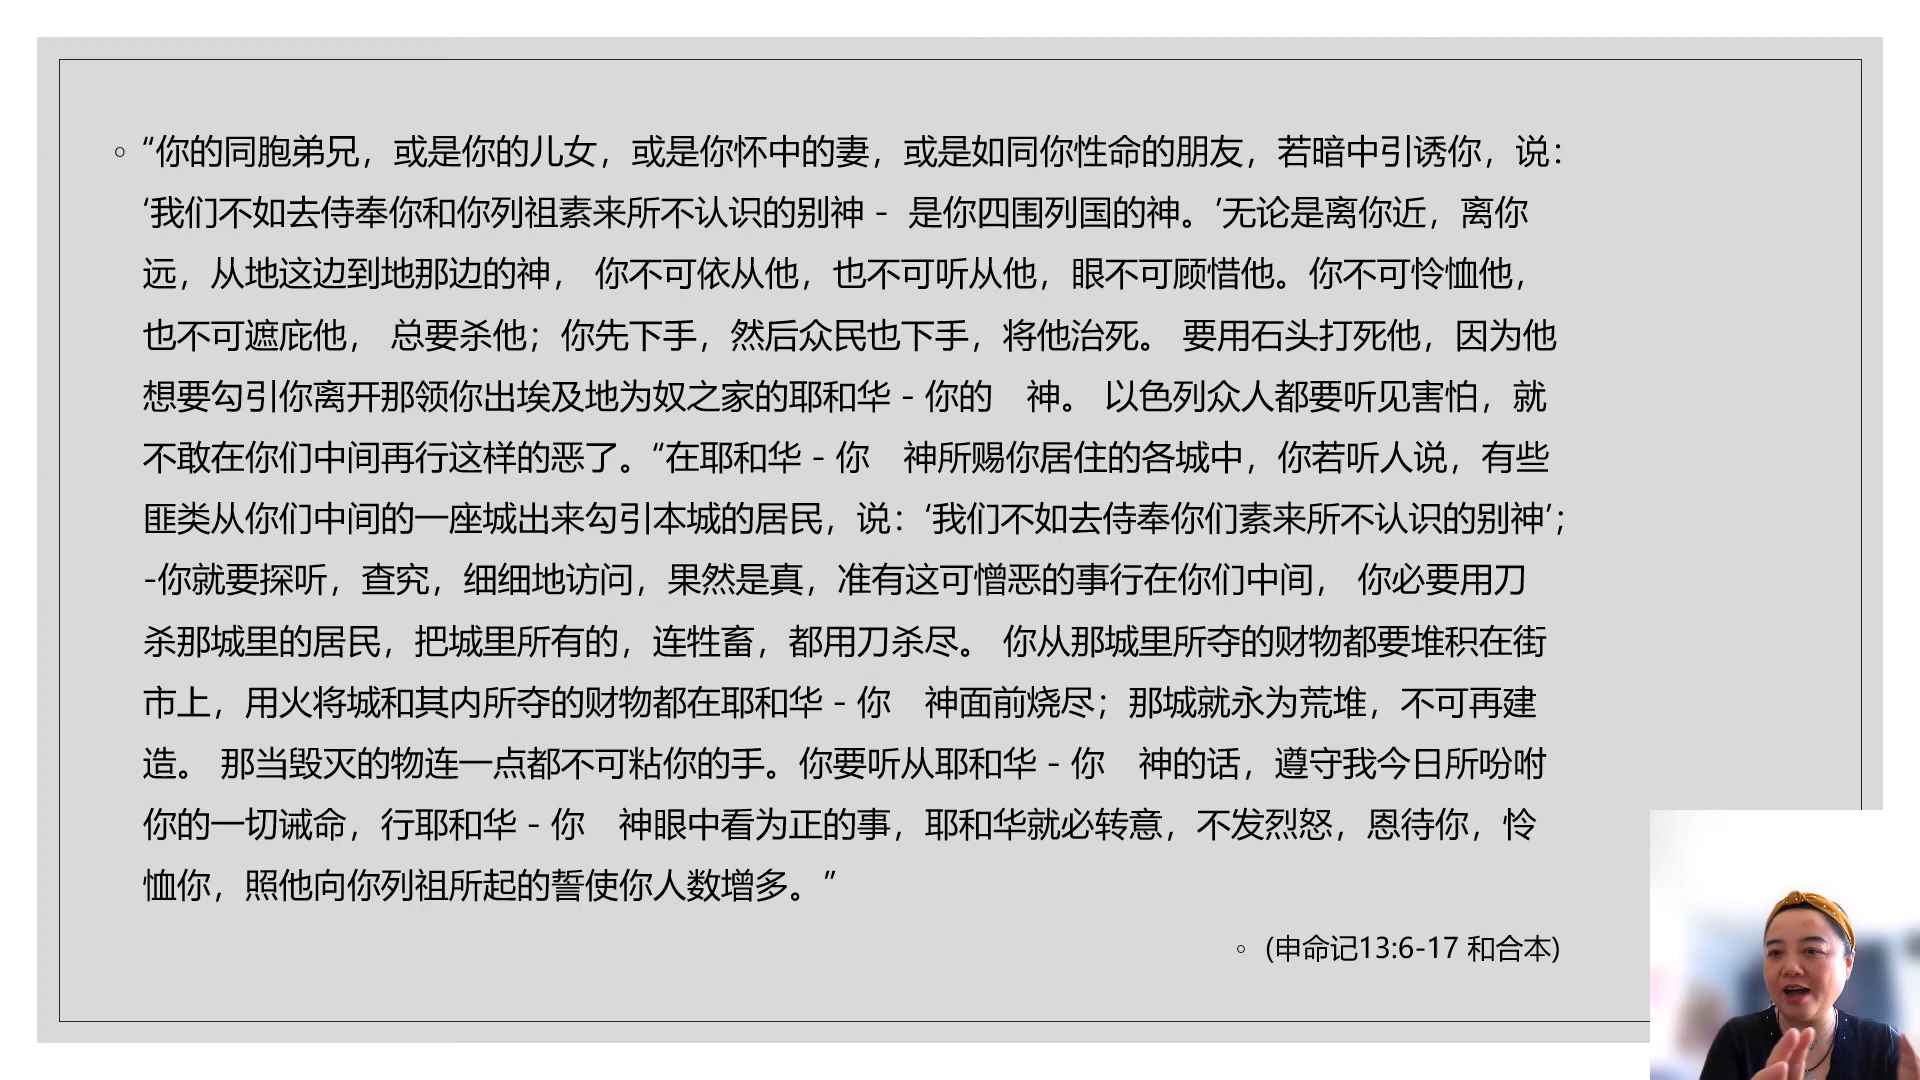 “你的同胞弟兄，或是你的儿女，或是你怀中的妻，或是如同你性命的朋友，若暗中引诱你，说：
‘我们不如去侍奉你和你列祖素来所不认识的别神 - 是你四围列国的神。’无论是离你近，离你
远，从地这边到地那边的神， 你不可依从他，也不可听从他，眼不可顾惜他。你不可怜恤他，
也不可遮庇他， 总要杀他；你先下手，然后众民也下手，将他治死。 要用石头打死他，因为他
想要勾引你离开那领你出埃及地为奴之家的耶和华 - 你的　神。 以色列众人都要听见害怕，就
不敢在你们中间再行这样的恶了。“在耶和华 - 你　神所赐你居住的各城中，你若听人说，有些
匪类从你们中间的一座城出来勾引本城的居民，说：‘我们不如去侍奉你们素来所不认识的别神’；
-你就要探听，查究，细细地访问，果然是真，准有这可憎恶的事行在你们中间， 你必要用刀
杀那城里的居民，把城里所有的，连牲畜，都用刀杀尽。 你从那城里所夺的财物都要堆积在街
市上，用火将城和其内所夺的财物都在耶和华 - 你　神面前烧尽；那城就永为荒堆，不可再建
造。 那当毁灭的物连一点都不可粘你的手。你要听从耶和华 - 你　神的话，遵守我今日所吩咐
你的一切诫命，行耶和华 - 你　神眼中看为正的事，耶和华就必转意，不发烈怒，恩待你，怜
恤你，照他向你列祖所起的誓使你人数增多。”
(申命记13:6-17 和合本)